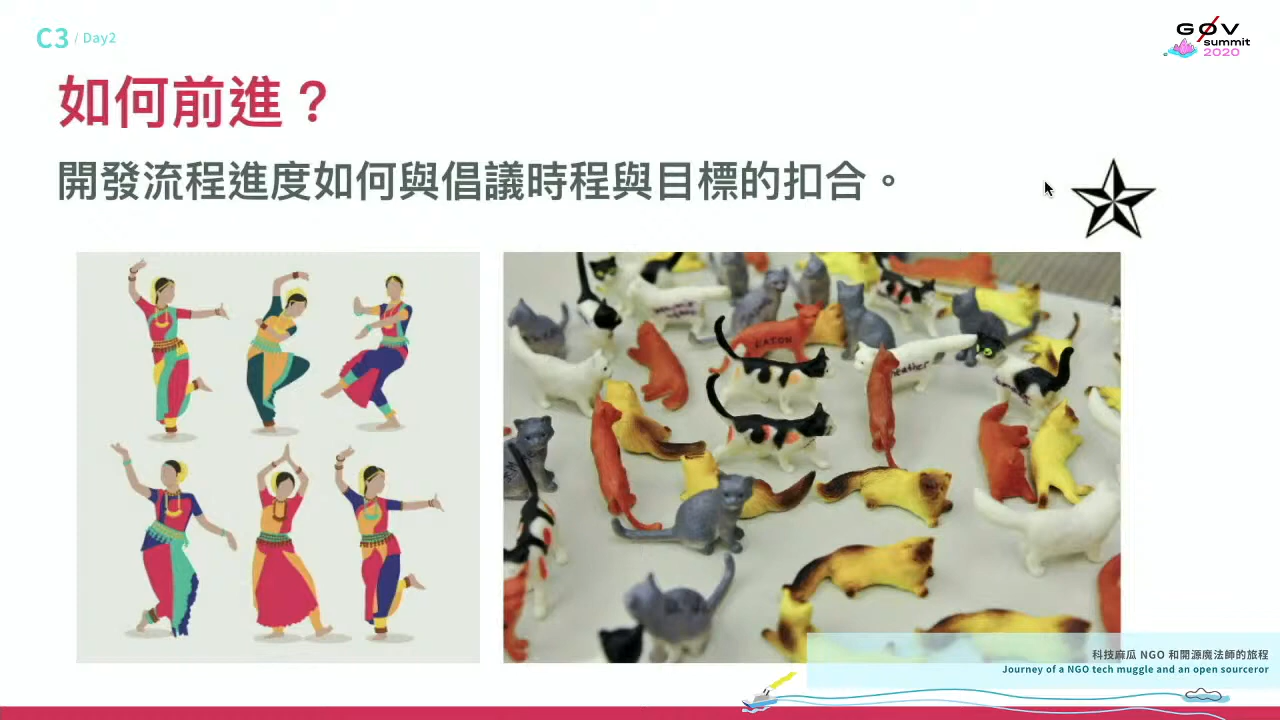 C3 / Day2
GØV
summit
2020
如何前進？
開發流程進度如何與倡議時程與目標的扣合。
EATON
eather
科技麻瓜 NGO 和開源魔法師的旅程
Journey of a NGO tech muggle and an open sourceror